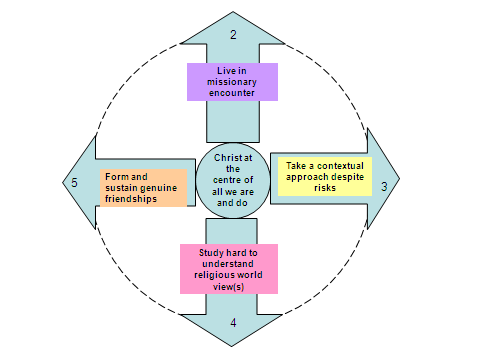 2
Live in
missionary
encounter
Christ at
the
centre of
all we are
and do
Take a contextual
approach despite
risks
3
5
Form and
sustain genuine
friendships
Study hard to
understand
religious world
view(s)
4